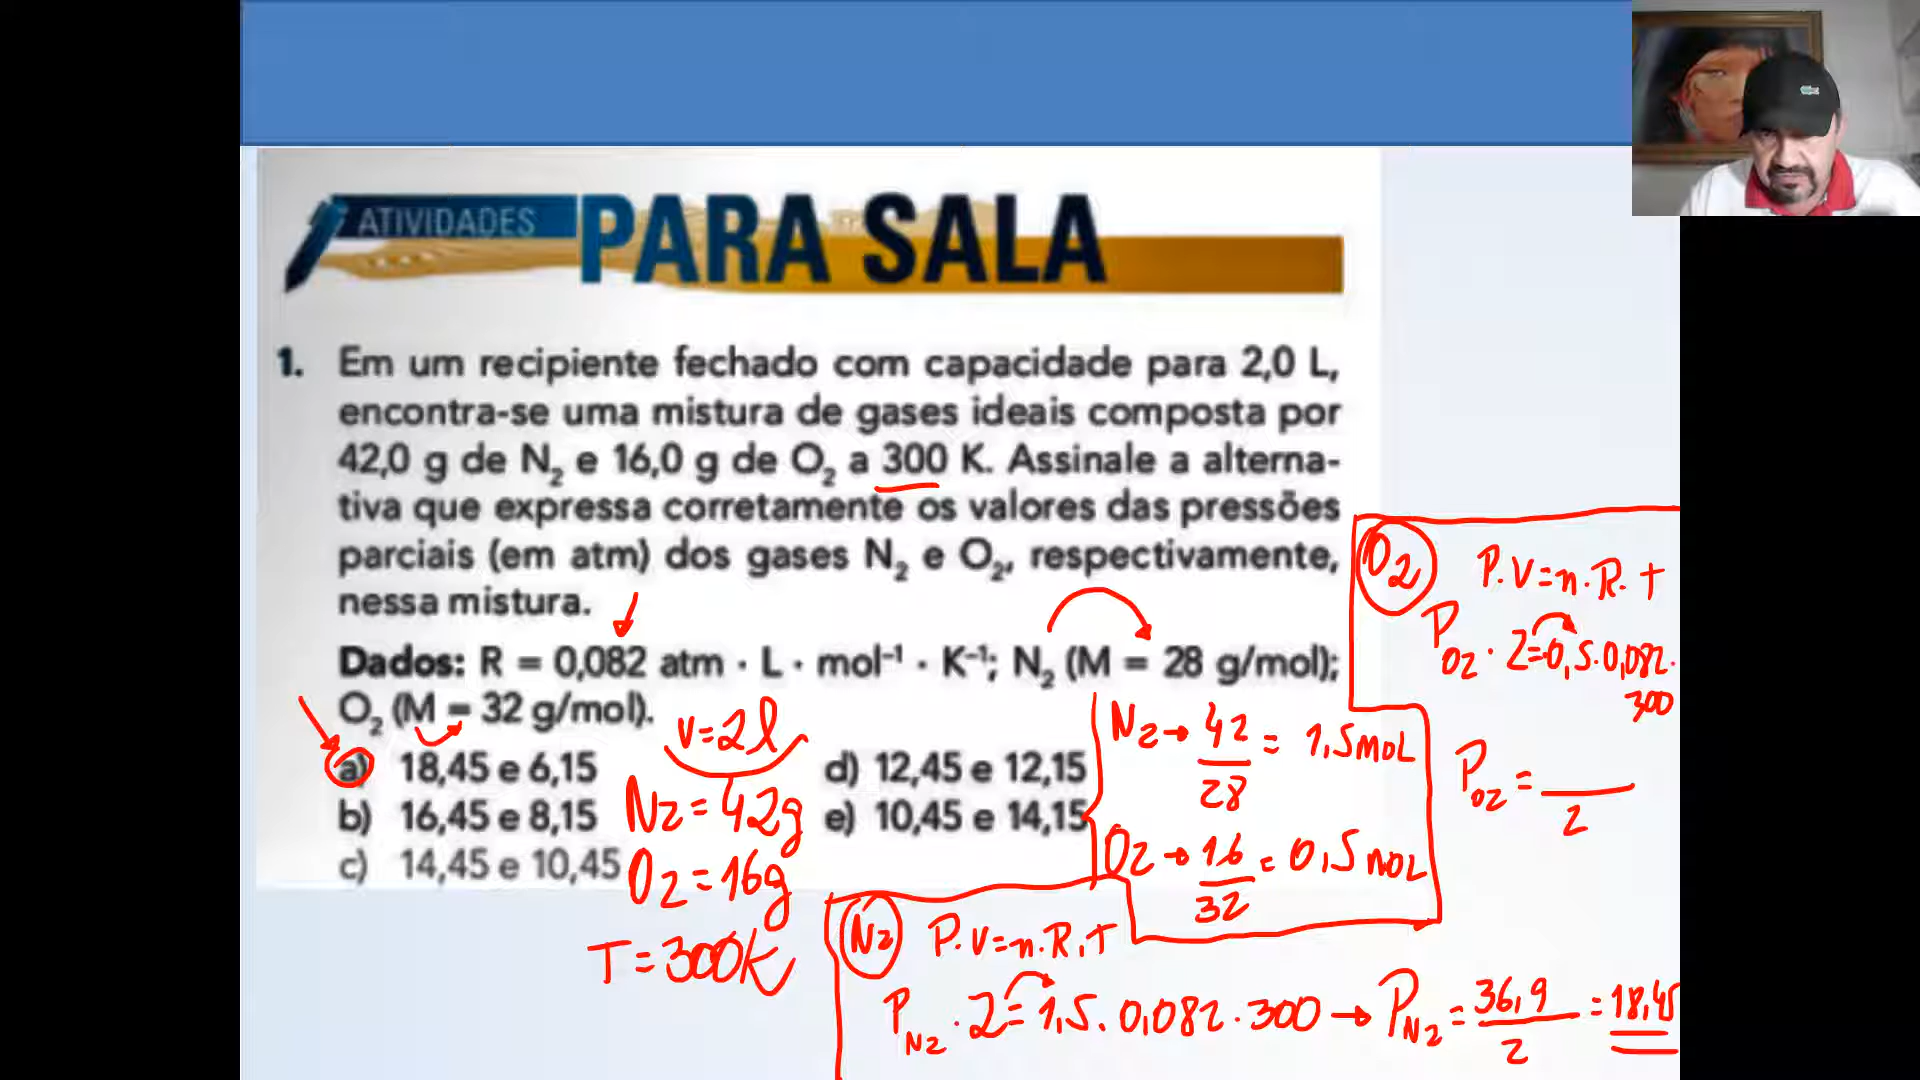 ATIVIDADES PARA SALA
1. Em um recipiente fechado com capacidade para 2,0 L,
encontra-se uma mistura de gases ideais composta por
42,0 g de N₂ e 16,0 g de O₂ a 300 K. Assinale a alterna-
tiva que expressa corretamente os valores das pressões
parciais (em atm) dos gases N₂ e O₂, respectivamente,
nessa mistura.
Dados: R = 0,082 atm · L · mol⁻¹ · K⁻¹; N₂ (M = 28 g/mol);
O₂ (M = 32 g/mol).
a) 18,45 e 6,15
b) 16,45 e 8,15
c) 14,45 e 10,45
d) 12,45 e 12,15
e) 10,45 e 14,15
V=2l
N2=42g
O2=16g
T=300K
N2→ 42/28 = 1,5 mol
O2→ 16/32 = 0,5 mol
N2 P.V=n.R.T
P N2 . 2=1,5.0,082.300→ P N2 = 36,9/2 = 18,45
O2 P.V=n.R.T
P O2 . 2=0,5.0,082.
300
P O2 = /2